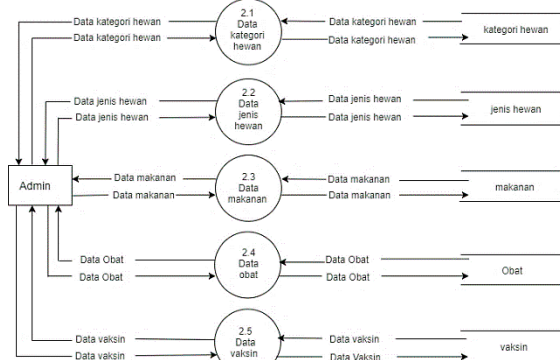 Data kategori hewan
Data kategori hewan
2.1
Data
kategori
hewan
Data kategori hewan
Data kategori hewan
kategori hewan
Data jenis hewan
Data jenis hewan
2.2
Data
jenis
hewan
Data jenis hewan
Data jenis hewan
jenis hewan
Admin
Data makanan
Data makanan
2.3
Data
makanan
Data makanan
Data makanan
makanan
Data Obat
Data Obat
2.4
Data
obat
Data Obat
Data Obat
Obat
Data vaksin
Data vaksin
2.5
Data
vaksin
Data vaksin
Data Vaksin
vaksin